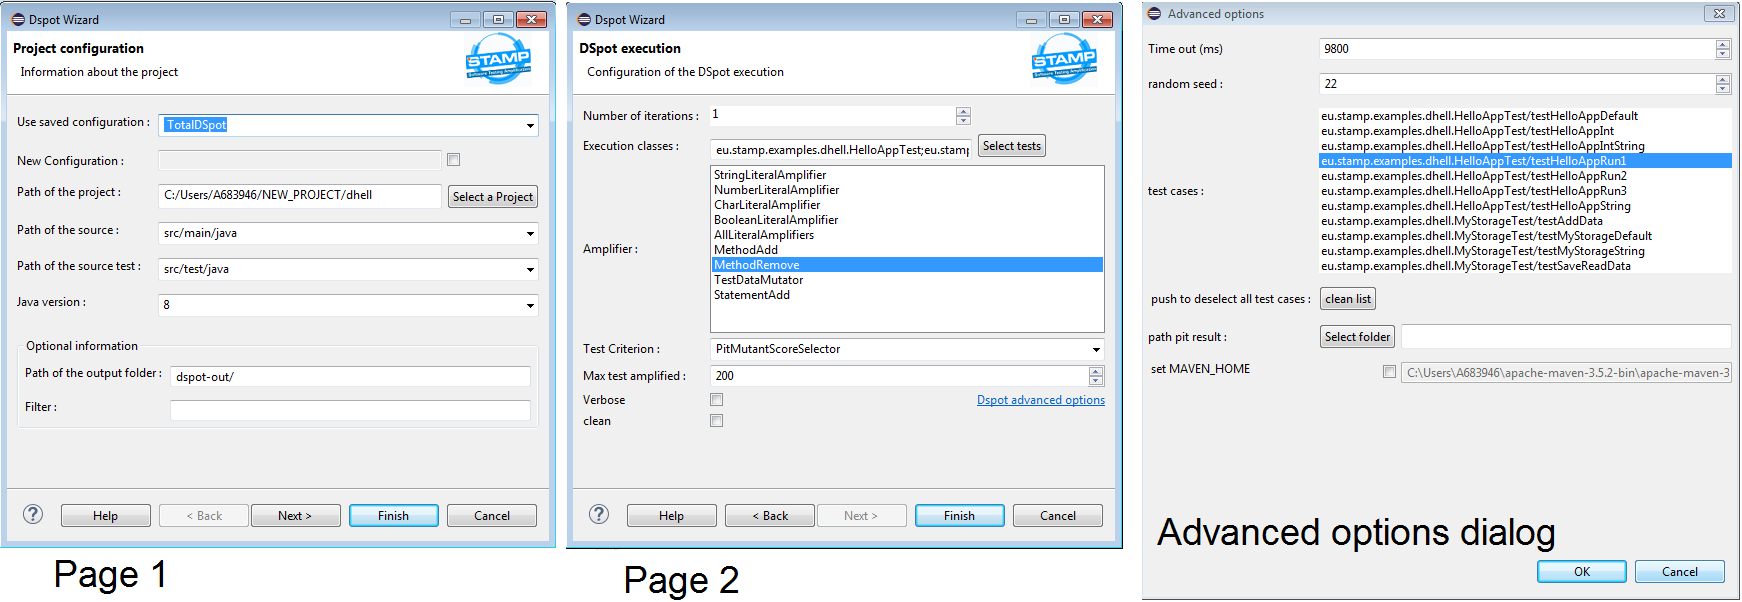 Dspot Wizard
Project configuration
Information about the project
STAMP
Software Testing Amplification
Use saved configuration :
TotalDSpot
New Configuration :
Path of the project :
C:/Users/A683946/NEW_PROJECT/dhell
Select a Project
Path of the source :
src/main/java
Path of the source test :
src/test/java
Java version :
8
Optional information
Path of the output folder :
dspot-out/
Filter :
?
Help
< Back
Next >
Finish
Cancel
Page 1
Dspot Wizard
DSpot execution
Configuration of the DSpot execution
STAMP
Software Testing Amplification
Number of iterations :
1
Execution classes :
eu.stamp.examples.dhell.HelloAppTest;eu.stamp
Select tests
Amplifier :
StringLiteralAmplifier
NumberLiteralAmplifier
CharLiteralAmplifier
BooleanLiteralAmplifier
AllLiteralAmplifiers
MethodAdd
MethodRemove
TestDataMutator
StatementAdd
Test Criterion :
PitMutantScoreSelector
Max test amplified :
200
Verbose
Dspot advanced options
clean
?
Help
< Back
Next >
Finish
Cancel
Page 2
Advanced options
Time out (ms)
9800
random seed :
22
test cases :
eu.stamp.examples.dhell.HelloAppTest/testHelloAppDefault
eu.stamp.examples.dhell.HelloAppTest/testHelloAppInt
eu.stamp.examples.dhell.HelloAppTest/testHelloAppIntString
eu.stamp.examples.dhell.HelloAppTest/testHelloAppRun1
eu.stamp.examples.dhell.HelloAppTest/testHelloAppRun2
eu.stamp.examples.dhell.HelloAppTest/testHelloAppRun3
eu.stamp.examples.dhell.HelloAppTest/testHelloAppString
eu.stamp.examples.dhell.MyStorageTest/testAddData
eu.stamp.examples.dhell.MyStorageTest/testMyStorageDefault
eu.stamp.examples.dhell.MyStorageTest/testMyStorageString
eu.stamp.examples.dhell.MyStorageTest/testSaveReadData
push to deselect all test cases :
clean list
path pit result :
Select folder
set MAVEN_HOME
C:\Users\A683946\apache-maven-3.5.2-bin\apache-maven-3
Advanced options dialog
OK
Cancel